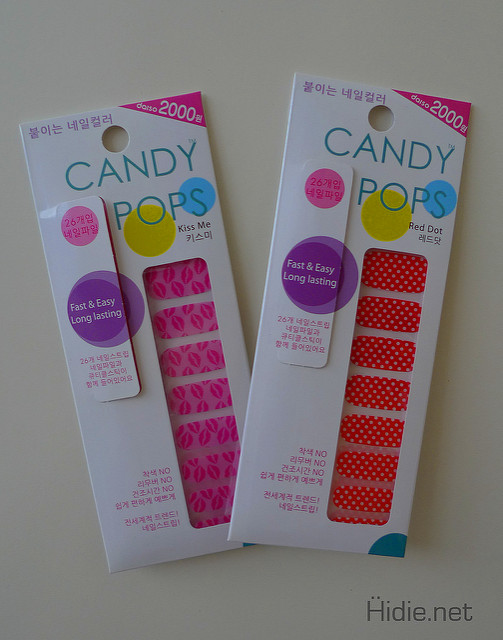 붙이는 네일컬러
daiso 2000원
CANDY
POPS
26개입
네일파일
Kiss Me
키스미
Fast & Easy
Long lasting
26개 네일스트립
네일파일과
큐티클스틱이
함께 들어있어요
착색 NO
리무버 NO
건조시간 NO
쉽게 편하게 예쁘게
전세계적 트렌드!
네일스트립!
붙이는 네일컬러
daiso 2000원
CANDY
POPS
TM
26개입
네일파일
Red Dot
레드닷
Fast & Easy
Long lasting
26개 네일스트립
네일파일과
큐티클스틱이
함께 들어있어요
착색 NO
리무버 NO
건조시간 NO
쉽게 편하게 예쁘게
전세계적 트렌드!
네일스트립!
Hidie.net